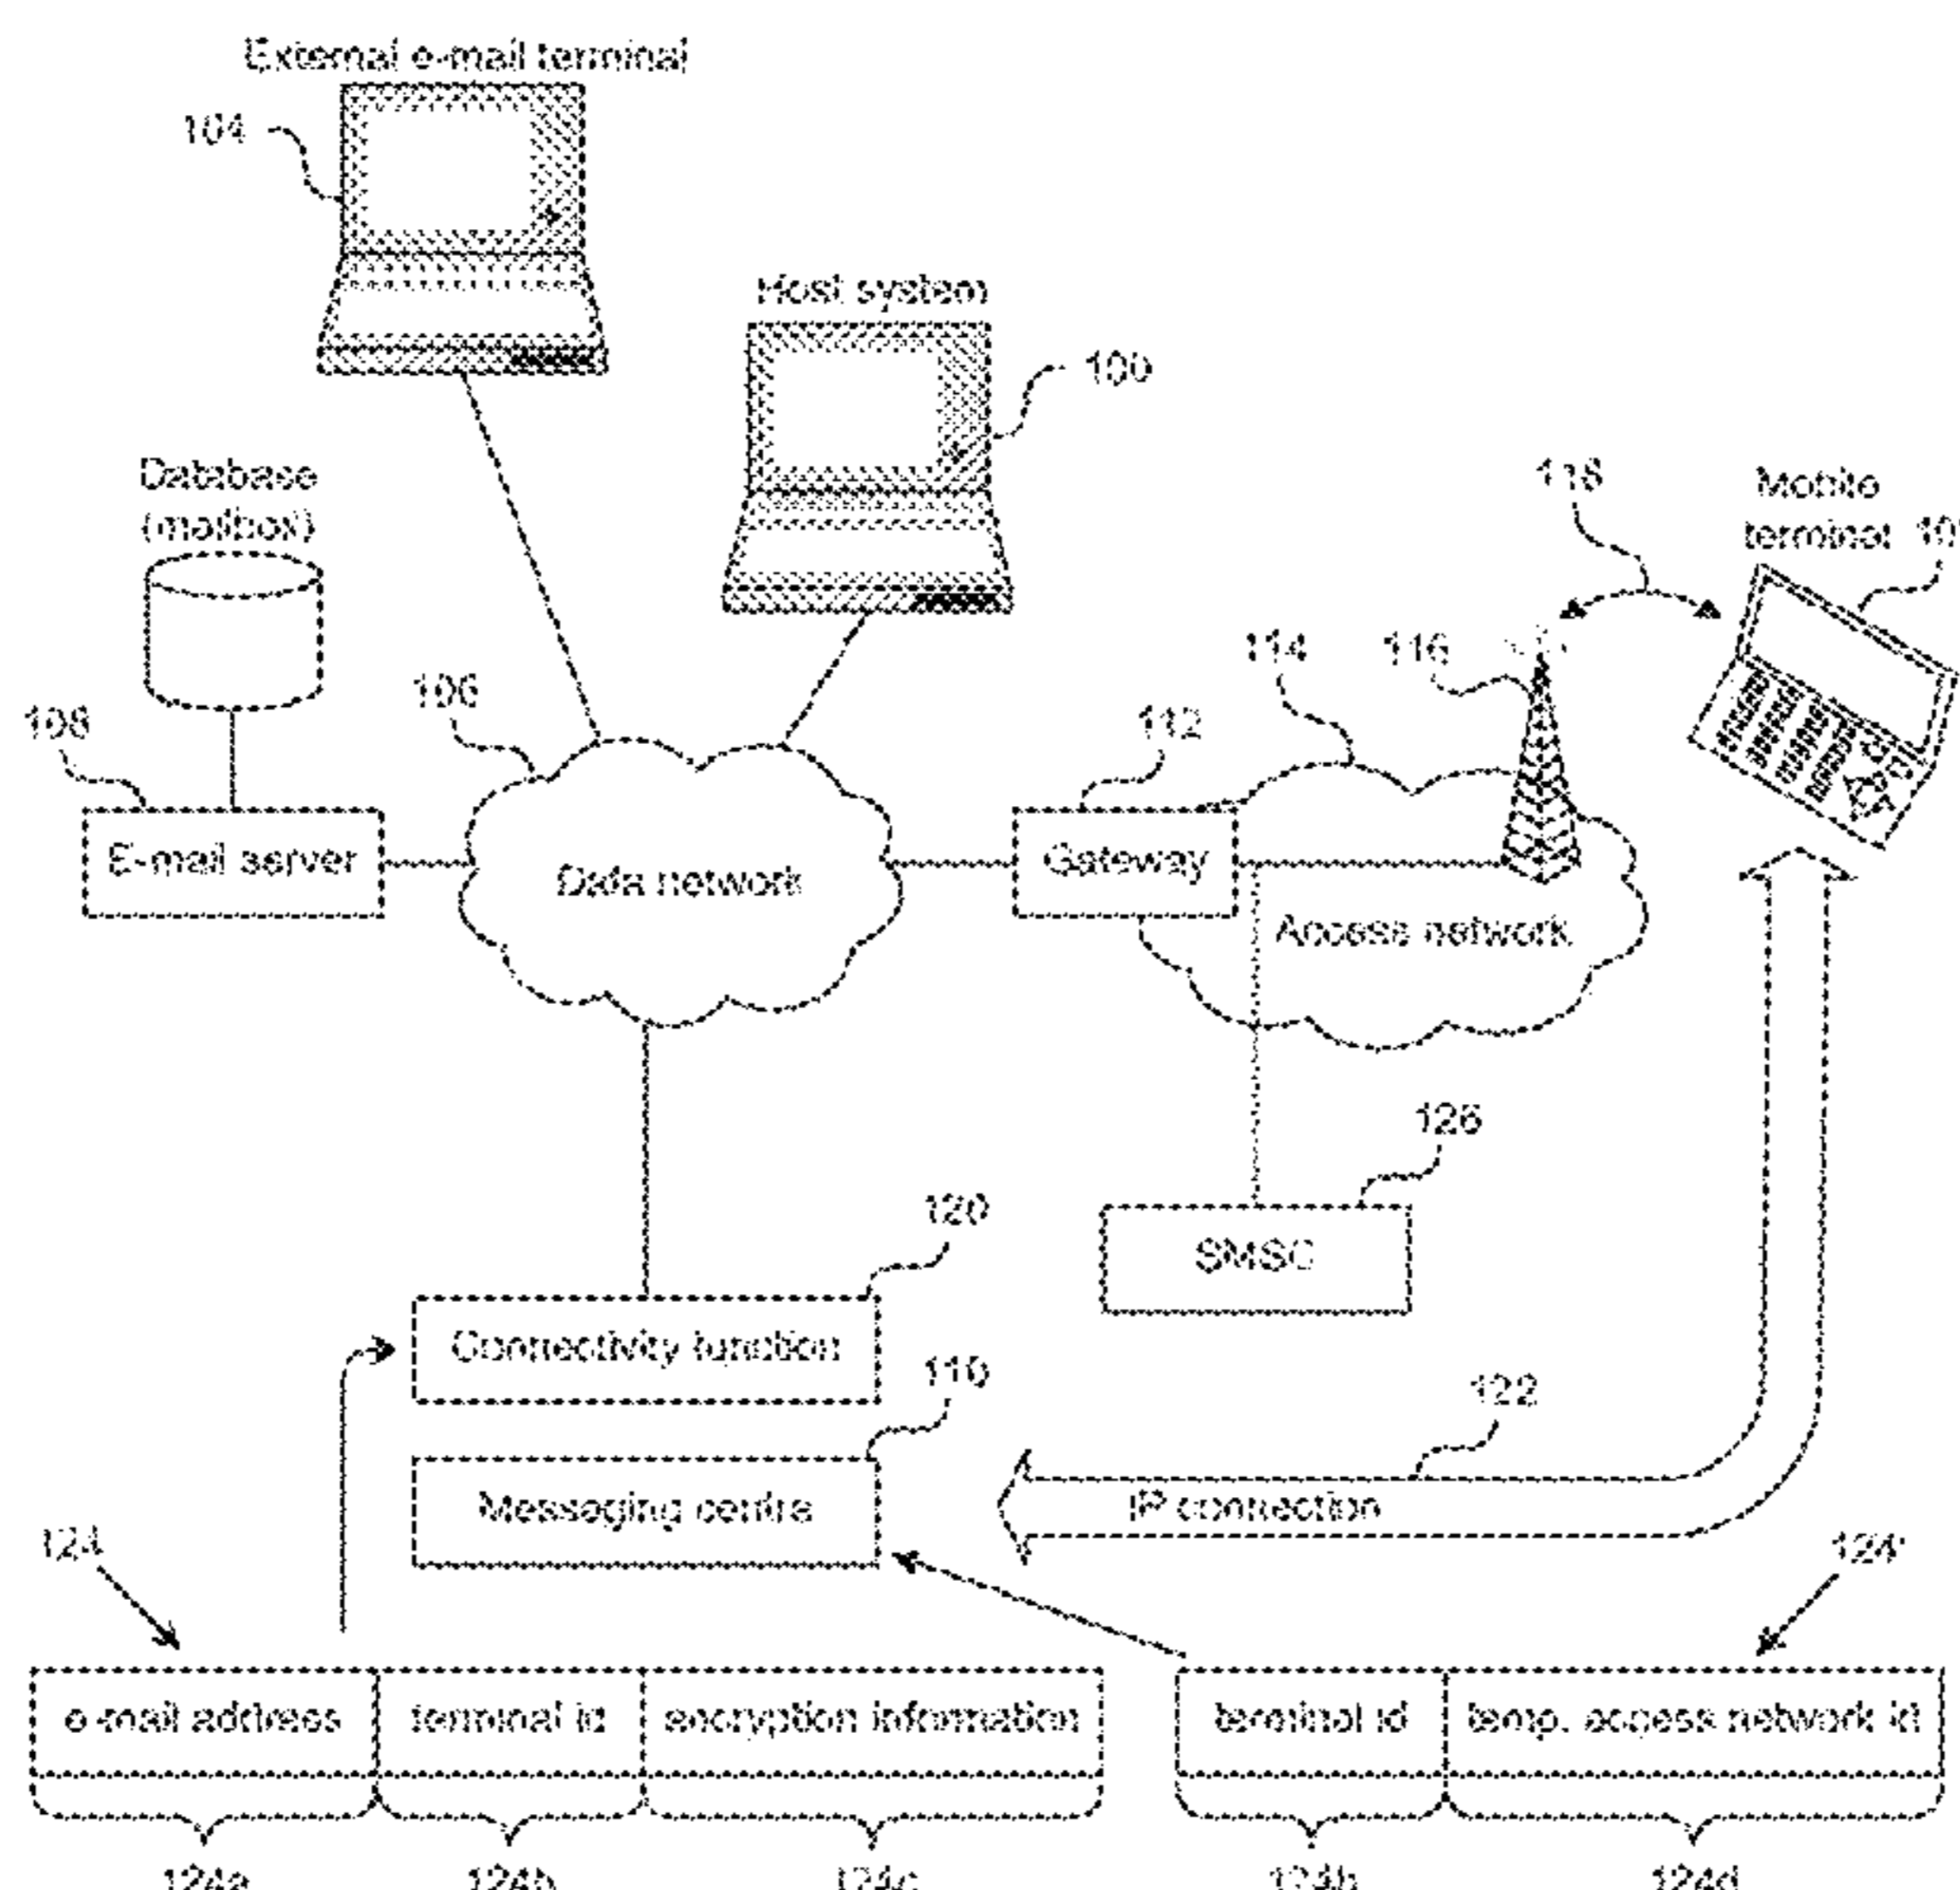 External e-mail terminal
104
Host system
100
Database
(mailbox)
118
Mobile
terminal
114
116
106
112
108
E-mail server
Data network
Gateway
Access network
126
SMSC
120
Connectivity function
110
Messaging centre
122
IP connection
124
124'
e-mail address
terminal id
encryption information
terminal id
temp. access network id
124a
124b
124c
124b
124d